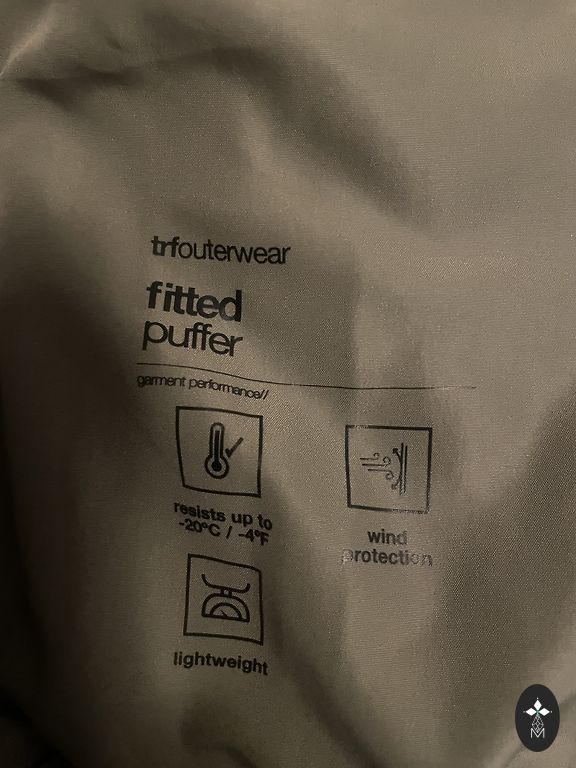 trfouterwear
fitted
puffer
garment performance//
resists up to
-20°C / -4°F
wind
protection
lightweight
M